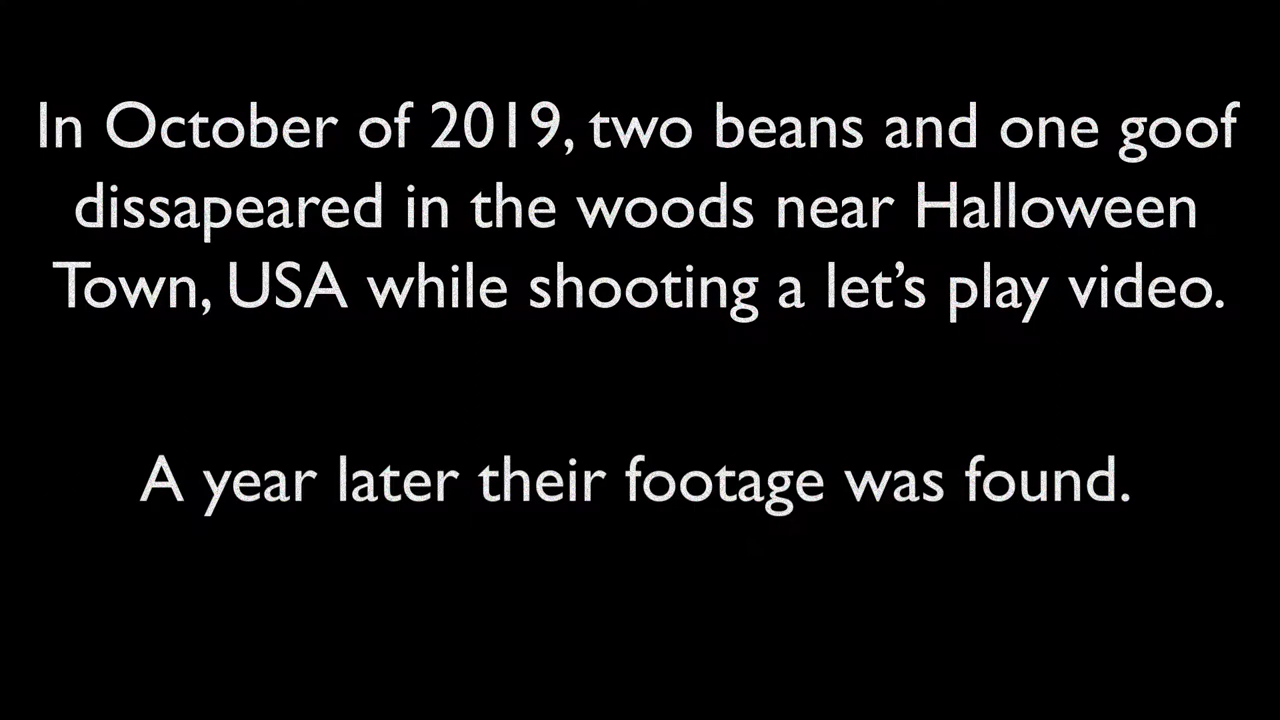 In October of 2019, two beans and one goof
dissapeared in the woods near Halloween
Town, USA while shooting a let’s play video.
A year later their footage was found.